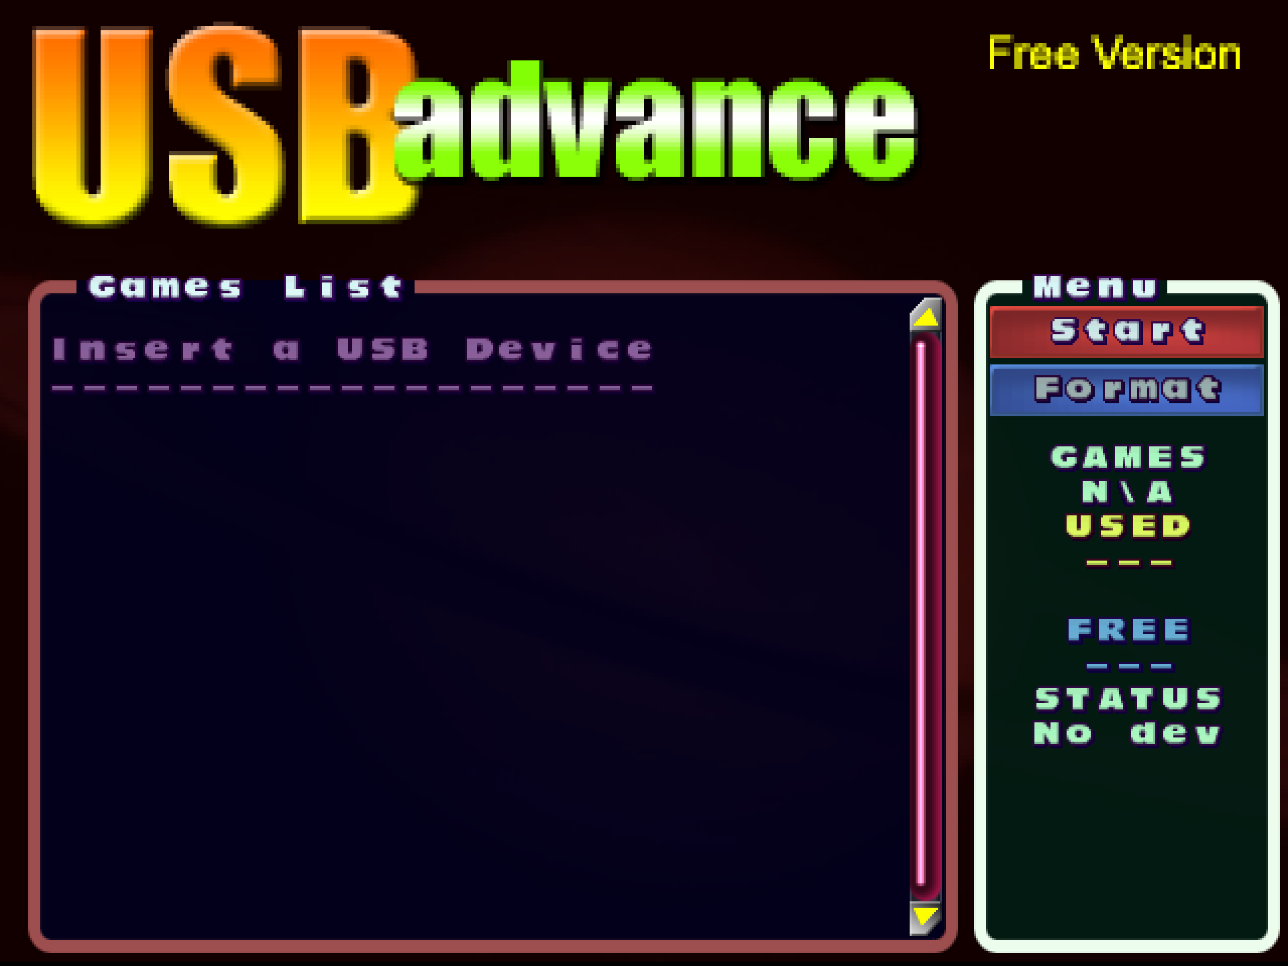 USBadvance
Free Version
Games List
Insert a USB Device
-------------------
Menu
Start
Format
GAMES
N\A
USED
---
FREE
---
STATUS
No dev